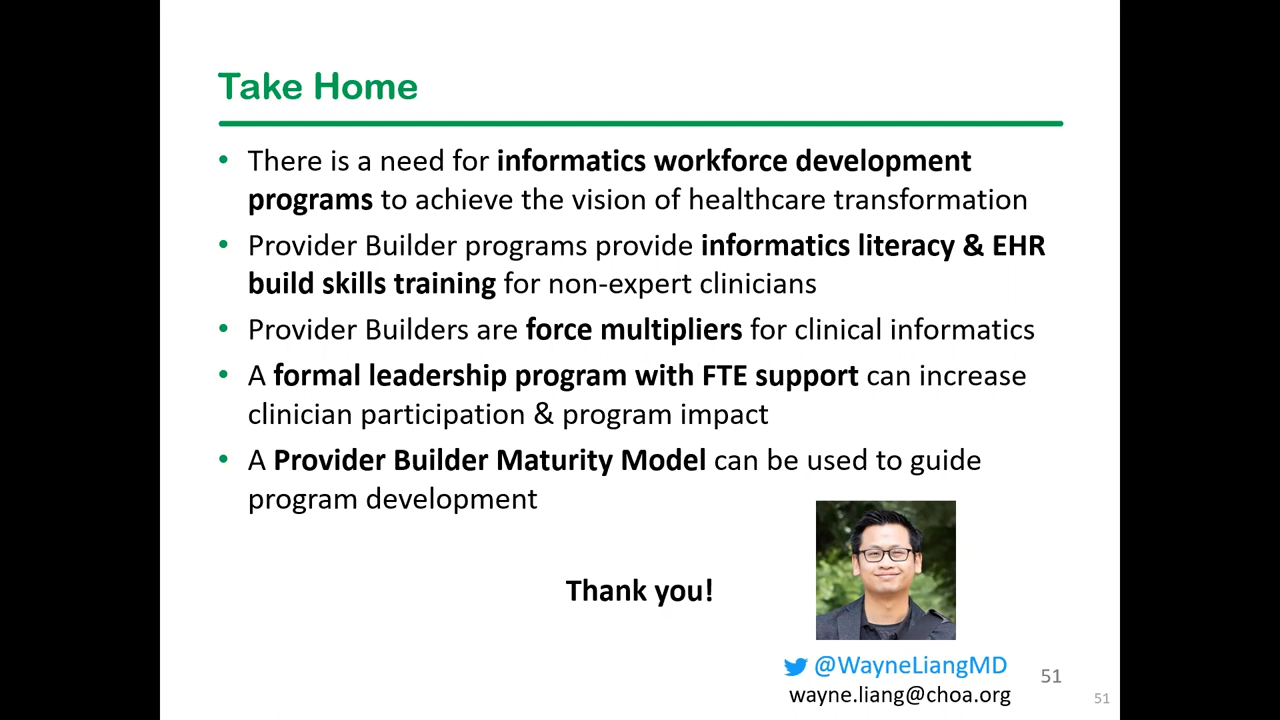 Take Home
• There is a need for informatics workforce development
programs to achieve the vision of healthcare transformation
• Provider Builder programs provide informatics literacy & EHR
build skills training for non-expert clinicians
• Provider Builders are force multipliers for clinical informatics
• A formal leadership program with FTE support can increase
clinician participation & program impact
• A Provider Builder Maturity Model can be used to guide
program development
Thank you!
@WayneLiangMD
wayne.liang@choa.org
51
51